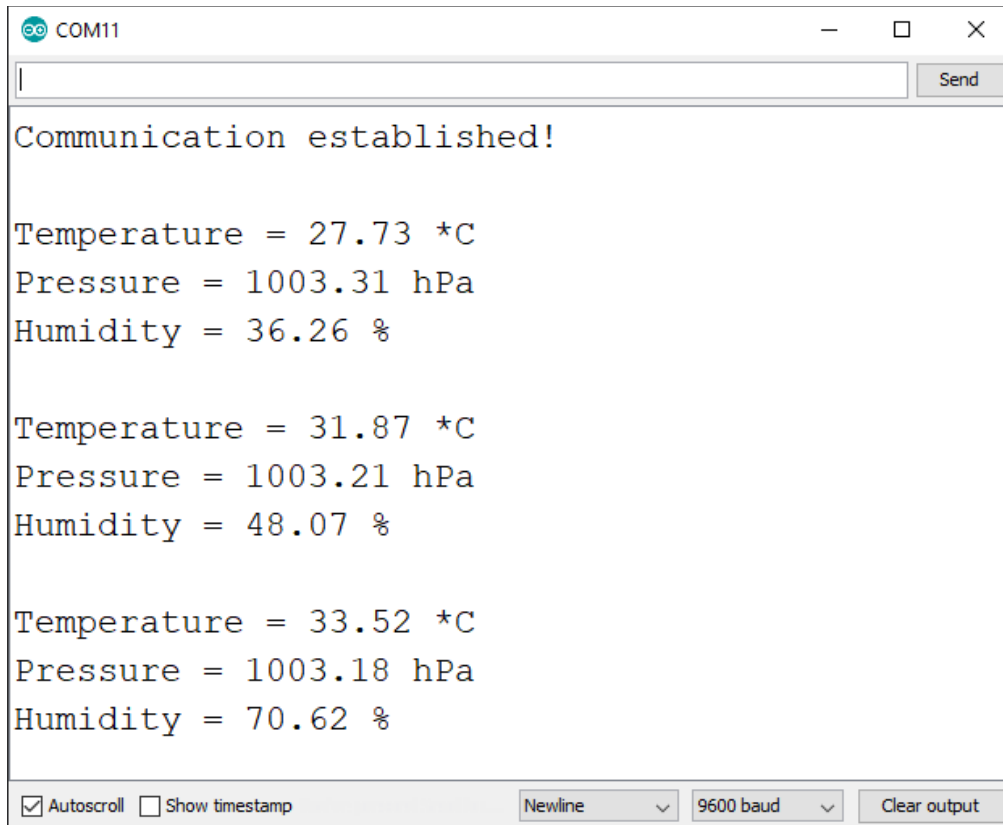 COM11
Send
Communication established!
Temperature = 27.73 *C
Pressure = 1003.31 hPa
Humidity = 36.26 %
Temperature = 31.87 *C
Pressure = 1003.21 hPa
Humidity = 48.07 %
Temperature = 33.52 *C
Pressure = 1003.18 hPa
Humidity = 70.62 %
Autoscroll Show timestamp Newline 9600 baud Clear output